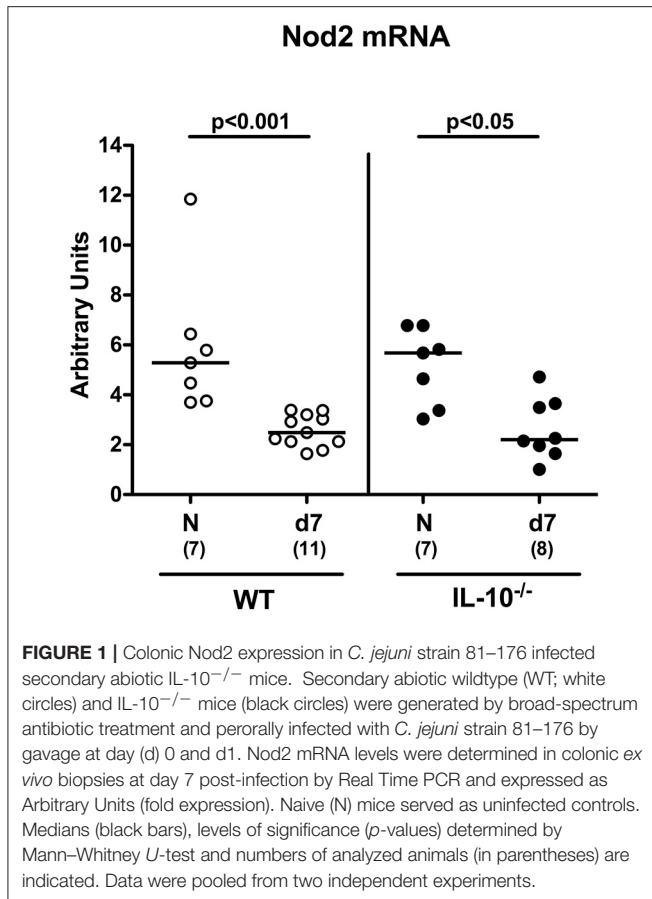 Nod2 mRNA
p<0.001 p<0.05
14
12
10
8
6
4
2
0
Arbitrary Units
N d7 N d7
(7) (11) (7) (8)
WT IL-10-/-
FIGURE 1 | Colonic Nod2 expression in C. jejuni strain 81–176 infected
secondary abiotic IL-10−/− mice. Secondary abiotic wildtype (WT; white
circles) and IL-10−/− mice (black circles) were generated by broad-spectrum
antibiotic treatment and perorally infected with C. jejuni strain 81–176 by
gavage at day (d) 0 and d1. Nod2 mRNA levels were determined in colonic ex
vivo biopsies at day 7 post-infection by Real Time PCR and expressed as
Arbitrary Units (fold expression). Naive (N) mice served as uninfected controls.
Medians (black bars), levels of significance (p-values) determined by
Mann–Whitney U-test and numbers of analyzed animals (in parentheses) are
indicated. Data were pooled from two independent experiments.